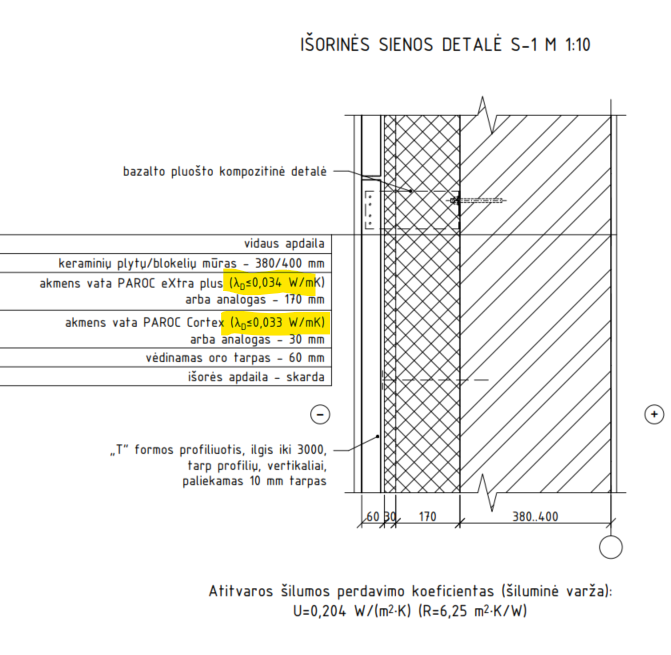 IŠORINĖS SIENOS DETALĖ S-1 M 1:10
bazalto pluošto kompozitinė detalė
vidaus apdaila
keraminių plytų/blokelių mūras - 380/400 mm
akmens vata PAROC eXtra plus (λD≤0,034 W/mK)
arba analogas - 170 mm
akmens vata PAROC Cortex (λD≤0,033 W/mK)
arba analogas - 30 mm
vėdinamas oro tarpas - 60 mm
išorės apdaila - skarda
- +
„T" formos profiliuotis, ilgis iki 3000,
tarp profilių, vertikaliai,
paliekamas 10 mm tarpas
60 30 170 380..400
Atitvaros šilumos perdavimo koeficientas (šiluminė varža):
U=0,204 W/(m²·K) (R=6,25 m²·K/W)